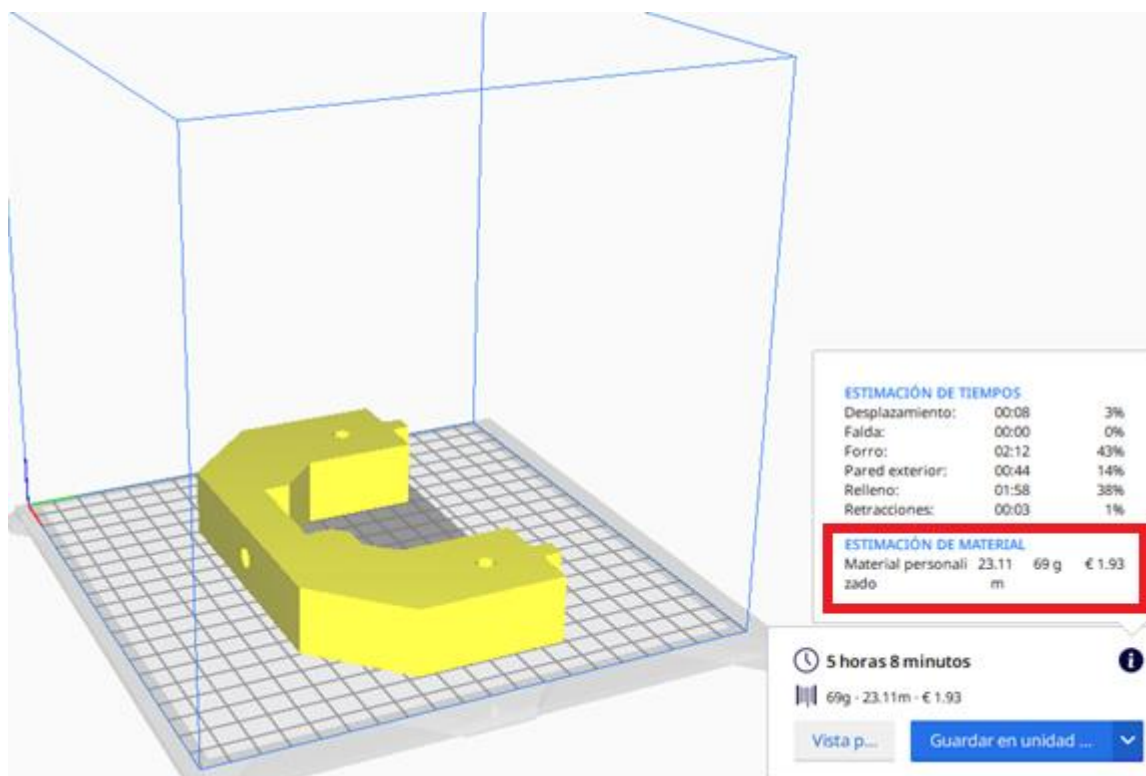 ESTIMACIÓN DE TIEMPOS
Desplazamiento: 00:08 3%
Falda: 00:00 0%
Forro: 02:12 43%
Pared exterior: 00:44 14%
Relleno: 01:58 38%
Retracciones: 00:03 1%
ESTIMACIÓN DE MATERIAL
Material personali 23.11 69 g € 1.93
zado m
5 horas 8 minutos
69g · 23.11m · € 1.93
Vista p... Guardar en unidad ...